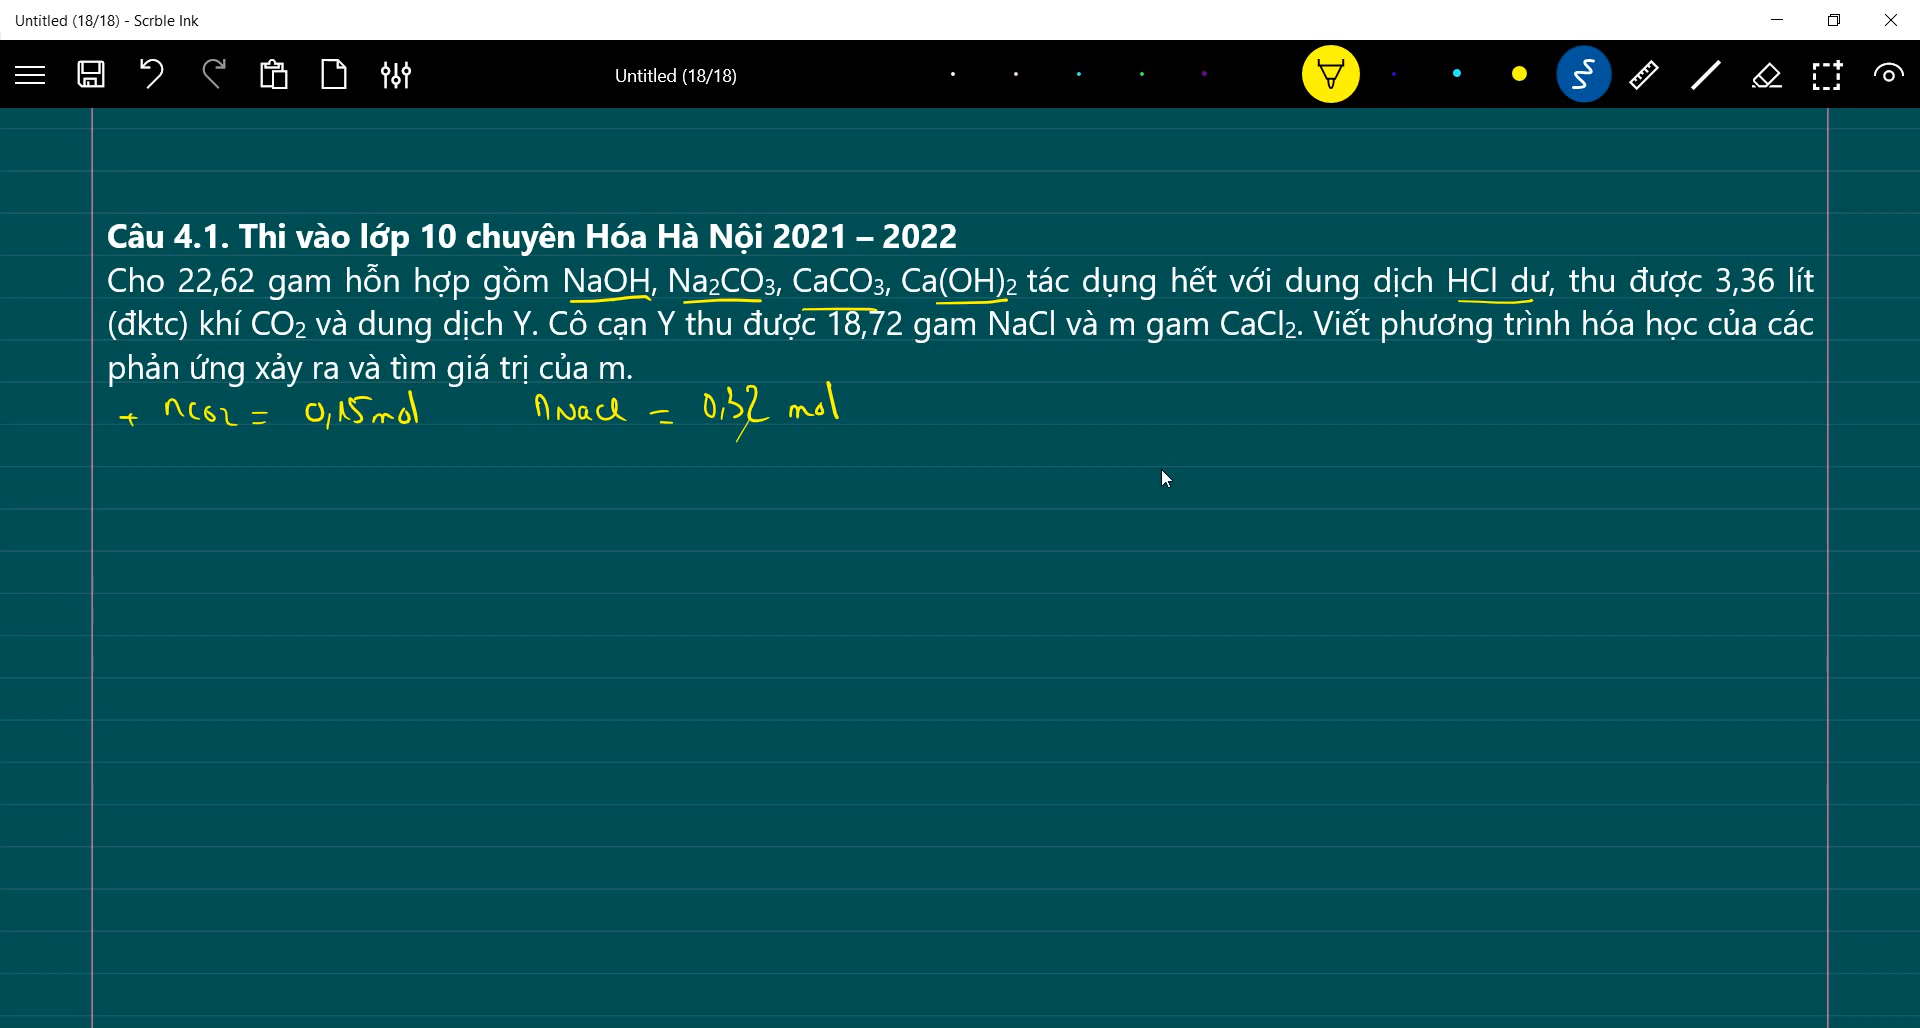 Untitled (18/18) - Scrble Ink
Untitled (18/18)
Câu 4.1. Thi vào lớp 10 chuyên Hóa Hà Nội 2021 – 2022
Cho 22,62 gam hỗn hợp gồm NaOH, Na₂CO₃, CaCO₃, Ca(OH)₂ tác dụng hết với dung dịch HCl dư, thu được 3,36 lít
(đktc) khí CO₂ và dung dịch Y. Cô cạn Y thu được 18,72 gam NaCl và m gam CaCl₂. Viết phương trình hóa học của các
phản ứng xảy ra và tìm giá trị của m.
+ nCO2 = 0,15 mol nNaCl = 0,32 mol